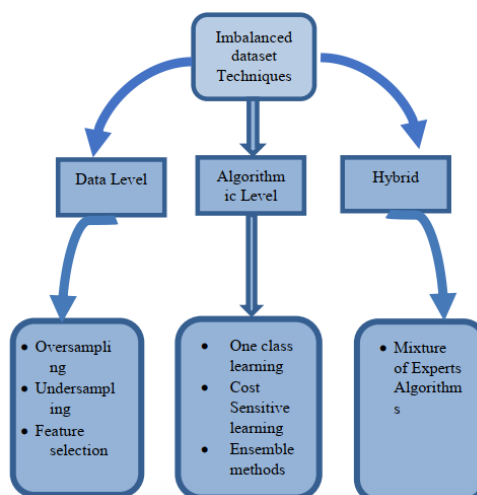 Imbalanced
dataset
Techniques
Data Level
Algorithm
ic Level
Hybrid
• Oversampli
ng
• Undersampl
ing
• Feature
selection
• One class
learning
• Cost
Sensitive
learning
• Ensemble
methods
• Mixture
of Experts
Algorithm
s